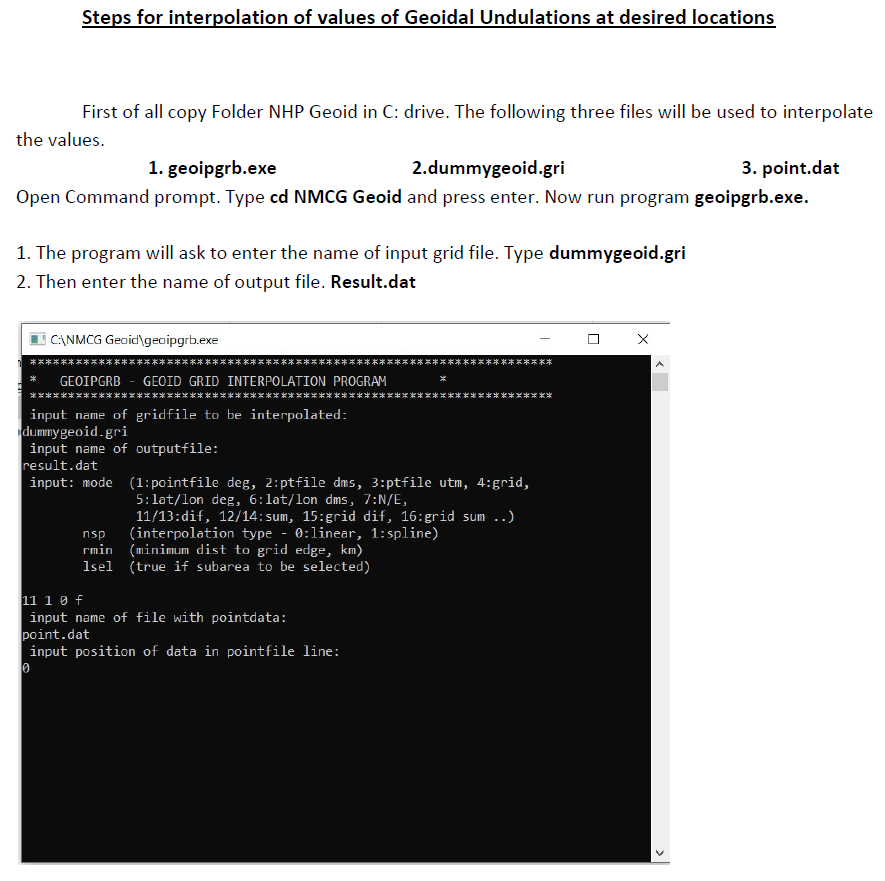 Steps for interpolation of values of Geoidal Undulations at desired locations
First of all copy Folder NHP Geoid in C: drive. The following three files will be used to interpolate
the values.
1. geoipgrb.exe 2.dummygeoid.gri 3. point.dat
Open Command prompt. Type cd NMCG Geoid and press enter. Now run program geoipgrb.exe.
1. The program will ask to enter the name of input grid file. Type dummygeoid.gri
2. Then enter the name of output file. Result.dat
C:\NMCG Geoid\geoipgrb.exe
*********************************************************************
* GEOIPGRB - GEOID GRID INTERPOLATION PROGRAM *
*********************************************************************
input name of gridfile to be interpolated:
dummygeoid.gri
input name of outputfile:
result.dat
input: mode (1:pointfile deg, 2:ptfile dms, 3:ptfile utm, 4:grid,
5:lat/lon deg, 6:lat/lon dms, 7:N/E,
11/13:dif, 12/14:sum, 15:grid dif, 16:grid sum ..)
nsp (interpolation type - 0:linear, 1:spline)
rmin (minimum dist to grid edge, km)
lsel (true if subarea to be selected)
11 1 0 f
input name of file with pointdata:
point.dat
input position of data in pointfile line:
0